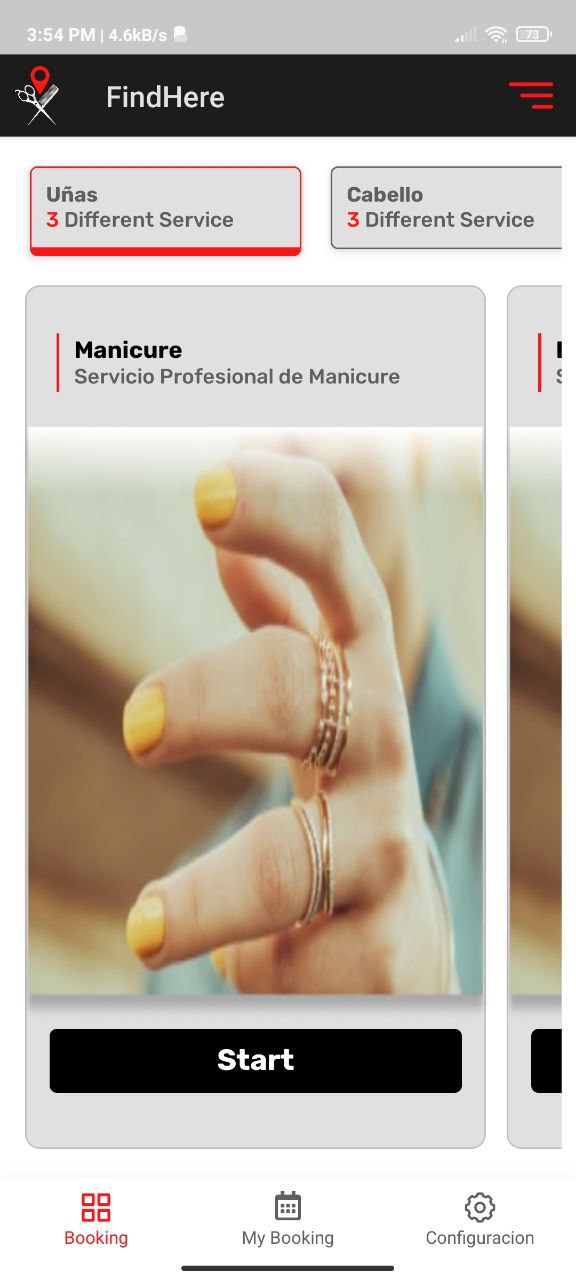 3:54 PM | 4.6kB/s
73
FindHere
Uñas
3 Different Service
Cabello
3 Different Service
Manicure
Servicio Profesional de Manicure
Start
Booking
My Booking
Configuracion